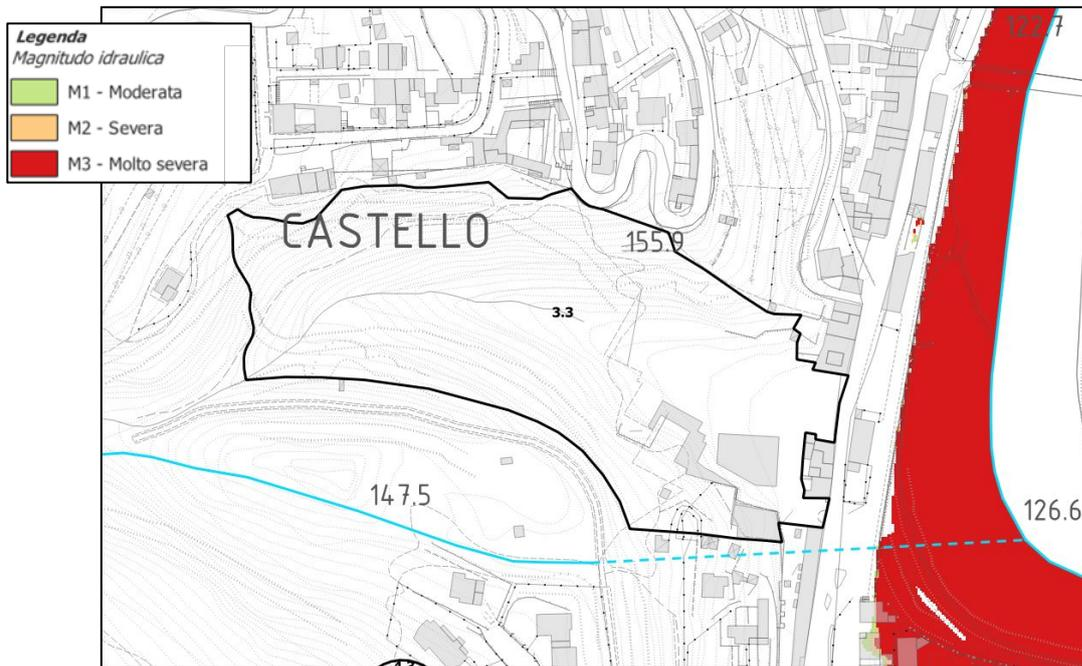 Legenda
Magnitudo idraulica
M1 - Moderata
M2 - Severa
M3 - Molto severa
122.7
CASTELLO
155.9
3.3
147.5
126.6